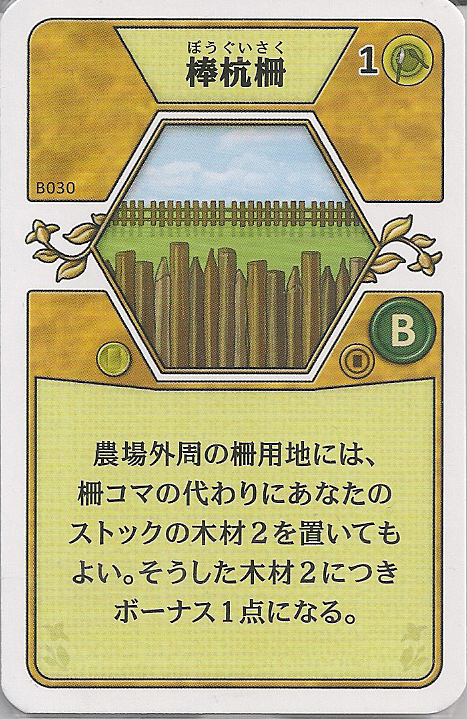 ぼうぐいさく
棒杭柵
1
B030
B
農場外周の柵用地には、
柵コマの代わりにあなたの
ストックの木材２を置いても
よい。そうした木材２につき
ボーナス１点になる。